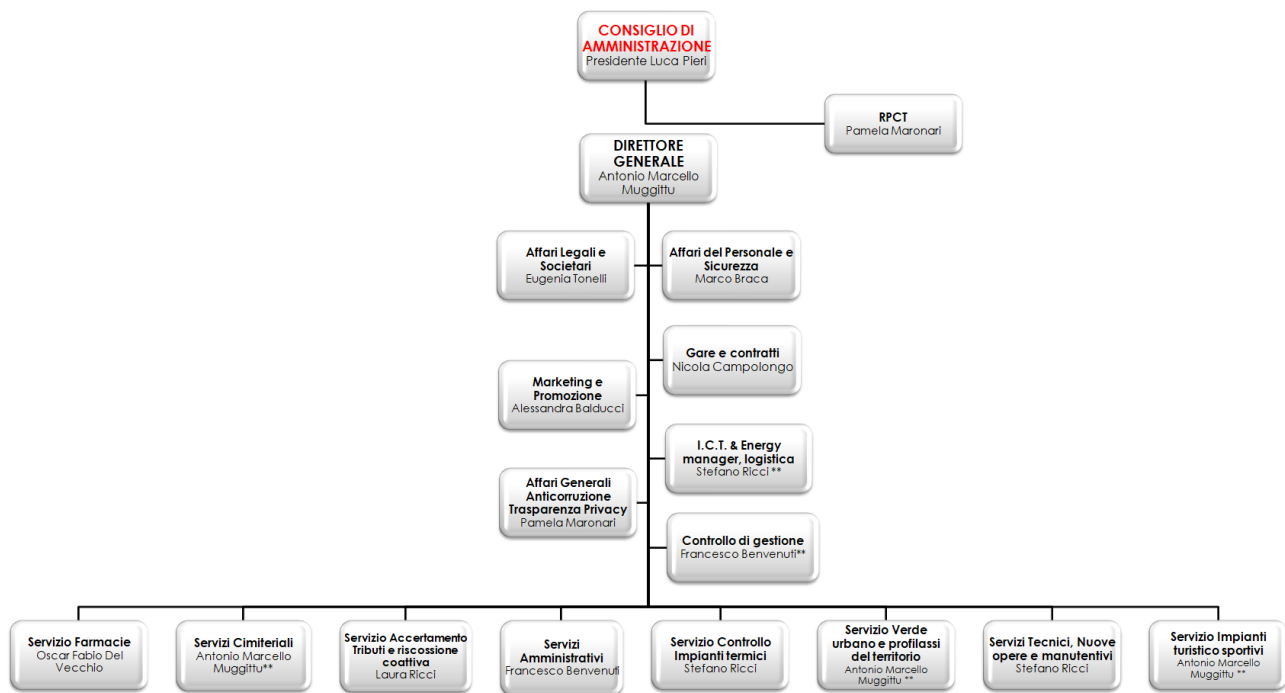 CONSIGLIO DI
AMMINISTRAZIONE
Presidente Luca Pieri
RPCT
Pamela Maronari
DIRETTORE
GENERALE
Antonio Marcello
Muggittu
Affari Legali e
Societari
Eugenia Tonelli
Affari del Personale e
Sicurezza
Marco Braca
Gare e contratti
Nicola Campolongo
Marketing e
Promozione
Alessandra Balducci
I.C.T. & Energy
manager, logistica
Stefano Ricci **
Affari Generali
Anticorruzione
Trasparenza Privacy
Pamela Maronari
Controllo di gestione
Francesco Benvenuti**
Servizio Farmacie
Oscar Fabio Del
Vecchio
Servizi Cimiteriali
Antonio Marcello
Muggittu**
Servizio Accertamento
Tributi e riscossione
coattiva
Laura Ricci
Servizi
Amministrativi
Francesco Benvenuti
Servizio Controllo
Impianti termici
Stefano Ricci
Servizio Verde
urbano e profilassi
del territorio
Antonio Marcello
Muggittu **
Servizi Tecnici, Nuove
opere e manutentivi
Stefano Ricci
Servizio Impianti
turistico sportivi
Antonio Marcello
Muggittu **